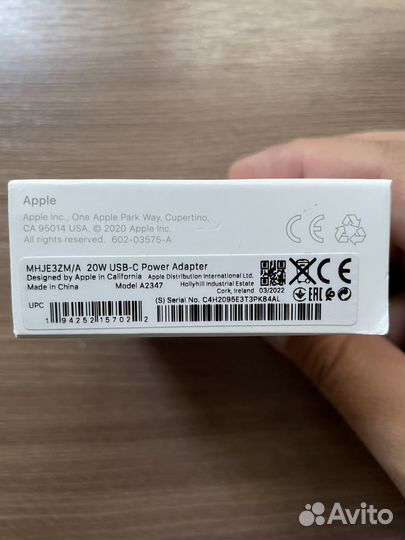 Apple
Apple Inc., One Apple Park Way, Cupertino,
CA 95014 USA. © 2020 Apple Inc.
All rights reserved. 602-03575-A
MHJE3ZM/A 20W USB-C Power Adapter
Designed by Apple in California
Made in China Model A2347
Apple Distribution International Ltd.
Hollyhill Industrial Estate
Cork, Ireland 03/2022
UPC
1 94252 15702 2
(S) Serial No. C4H2095E3T3PK84AL
CE
EAC
Avito